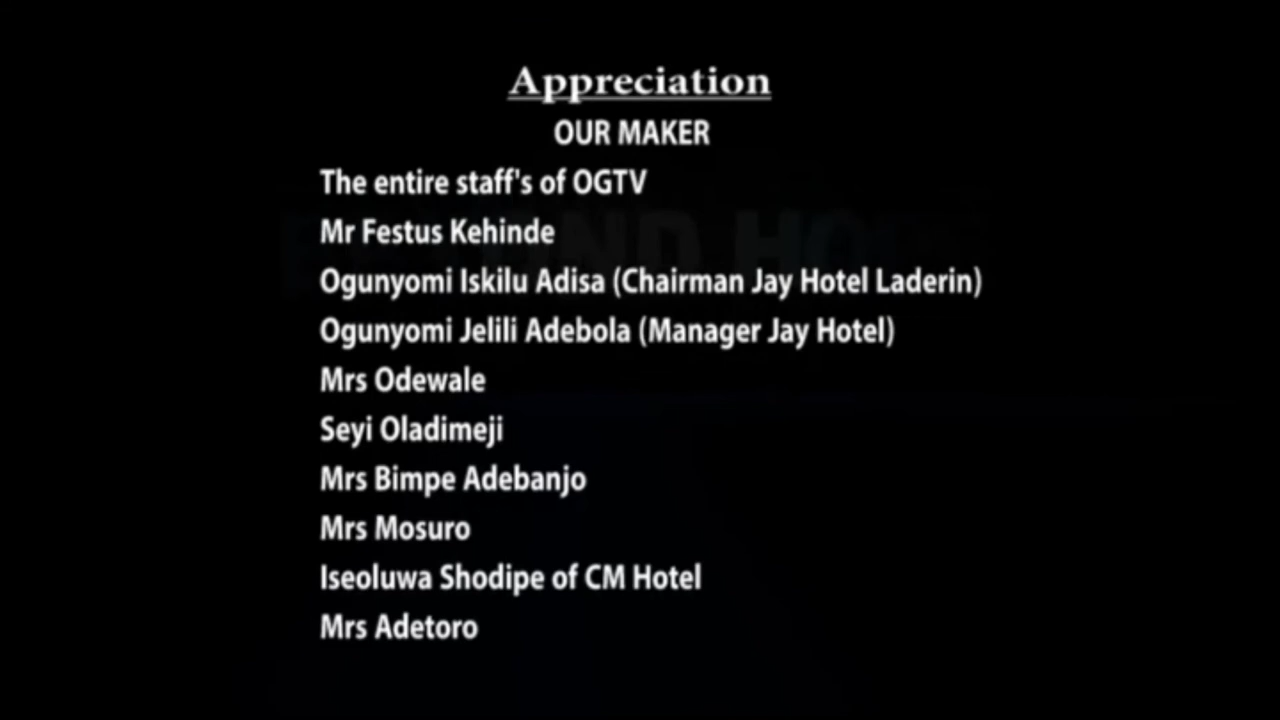 Appreciation
OUR MAKER
The entire staff's of OGTV
Mr Festus Kehinde
Ogunyomi Iskilu Adisa (Chairman Jay Hotel Laderin)
Ogunyomi Jelili Adebola (Manager Jay Hotel)
Mrs Odewale
Seyi Oladimeji
Mrs Bimpe Adebanjo
Mrs Mosuro
Iseoluwa Shodipe of CM Hotel
Mrs Adetoro